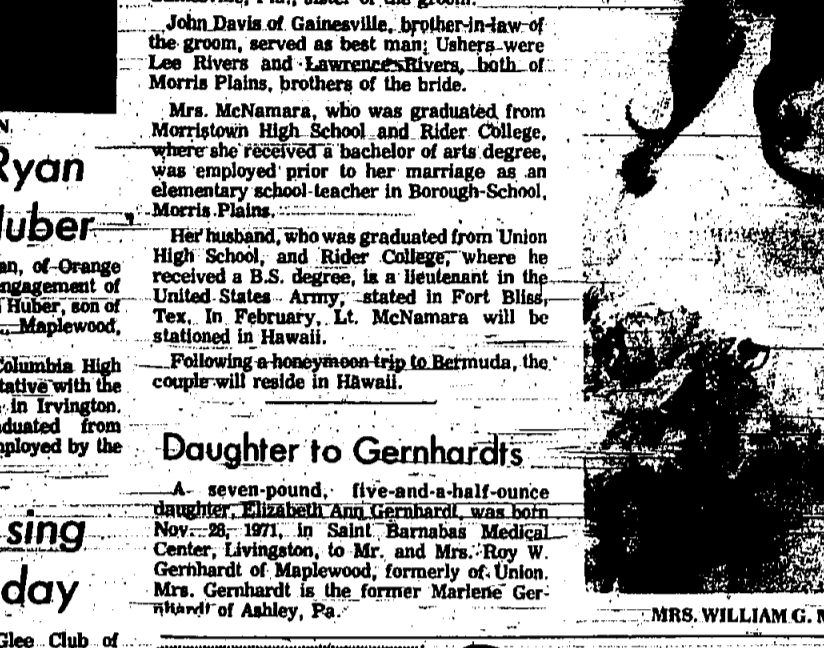 N
Ryan
Huber
an, of Orange
ngagement of
Huber, son of
., Maplewood,
Columbia High
tative with the
in Irvington.
duated from
mployed by the
sing
day
Glee Club of
sister of the groom.
John Davis of Gainesville, brother-in-law of
the groom, served as best man; Ushers were
Lee Rivers and Lawrence Rivers, both of
Morris Plains, brothers of the bride.
Mrs. McNamara, who was graduated from
Morristown High School and Rider College,
where she received a bachelor of arts degree,
was employed prior to her marriage as an
elementary school teacher in Borough School,
Morris Plains.
Her husband, who was graduated from Union
High School, and Rider College, where he
received a B.S. degree, is a lieutenant in the
United States Army, stated in Fort Bliss,
Tex. In February, Lt. McNamara will be
stationed in Hawaii.
Following a honeymoon trip to Bermuda, the
couple will reside in Hawaii.
Daughter to Gernhardts
A seven-pound, five-and-a-half-ounce
daughter, Elizabeth Ann Gernhardt, was born
Nov. 28, 1971, in Saint Barnabas Medical
Center, Livingston, to Mr. and Mrs. Roy W.
Gernhardt of Maplewood, formerly of Union.
Mrs. Gernhardt is the former Marlene Ger-
nhardt of Ashley, Pa.
MRS. WILLIAM G.